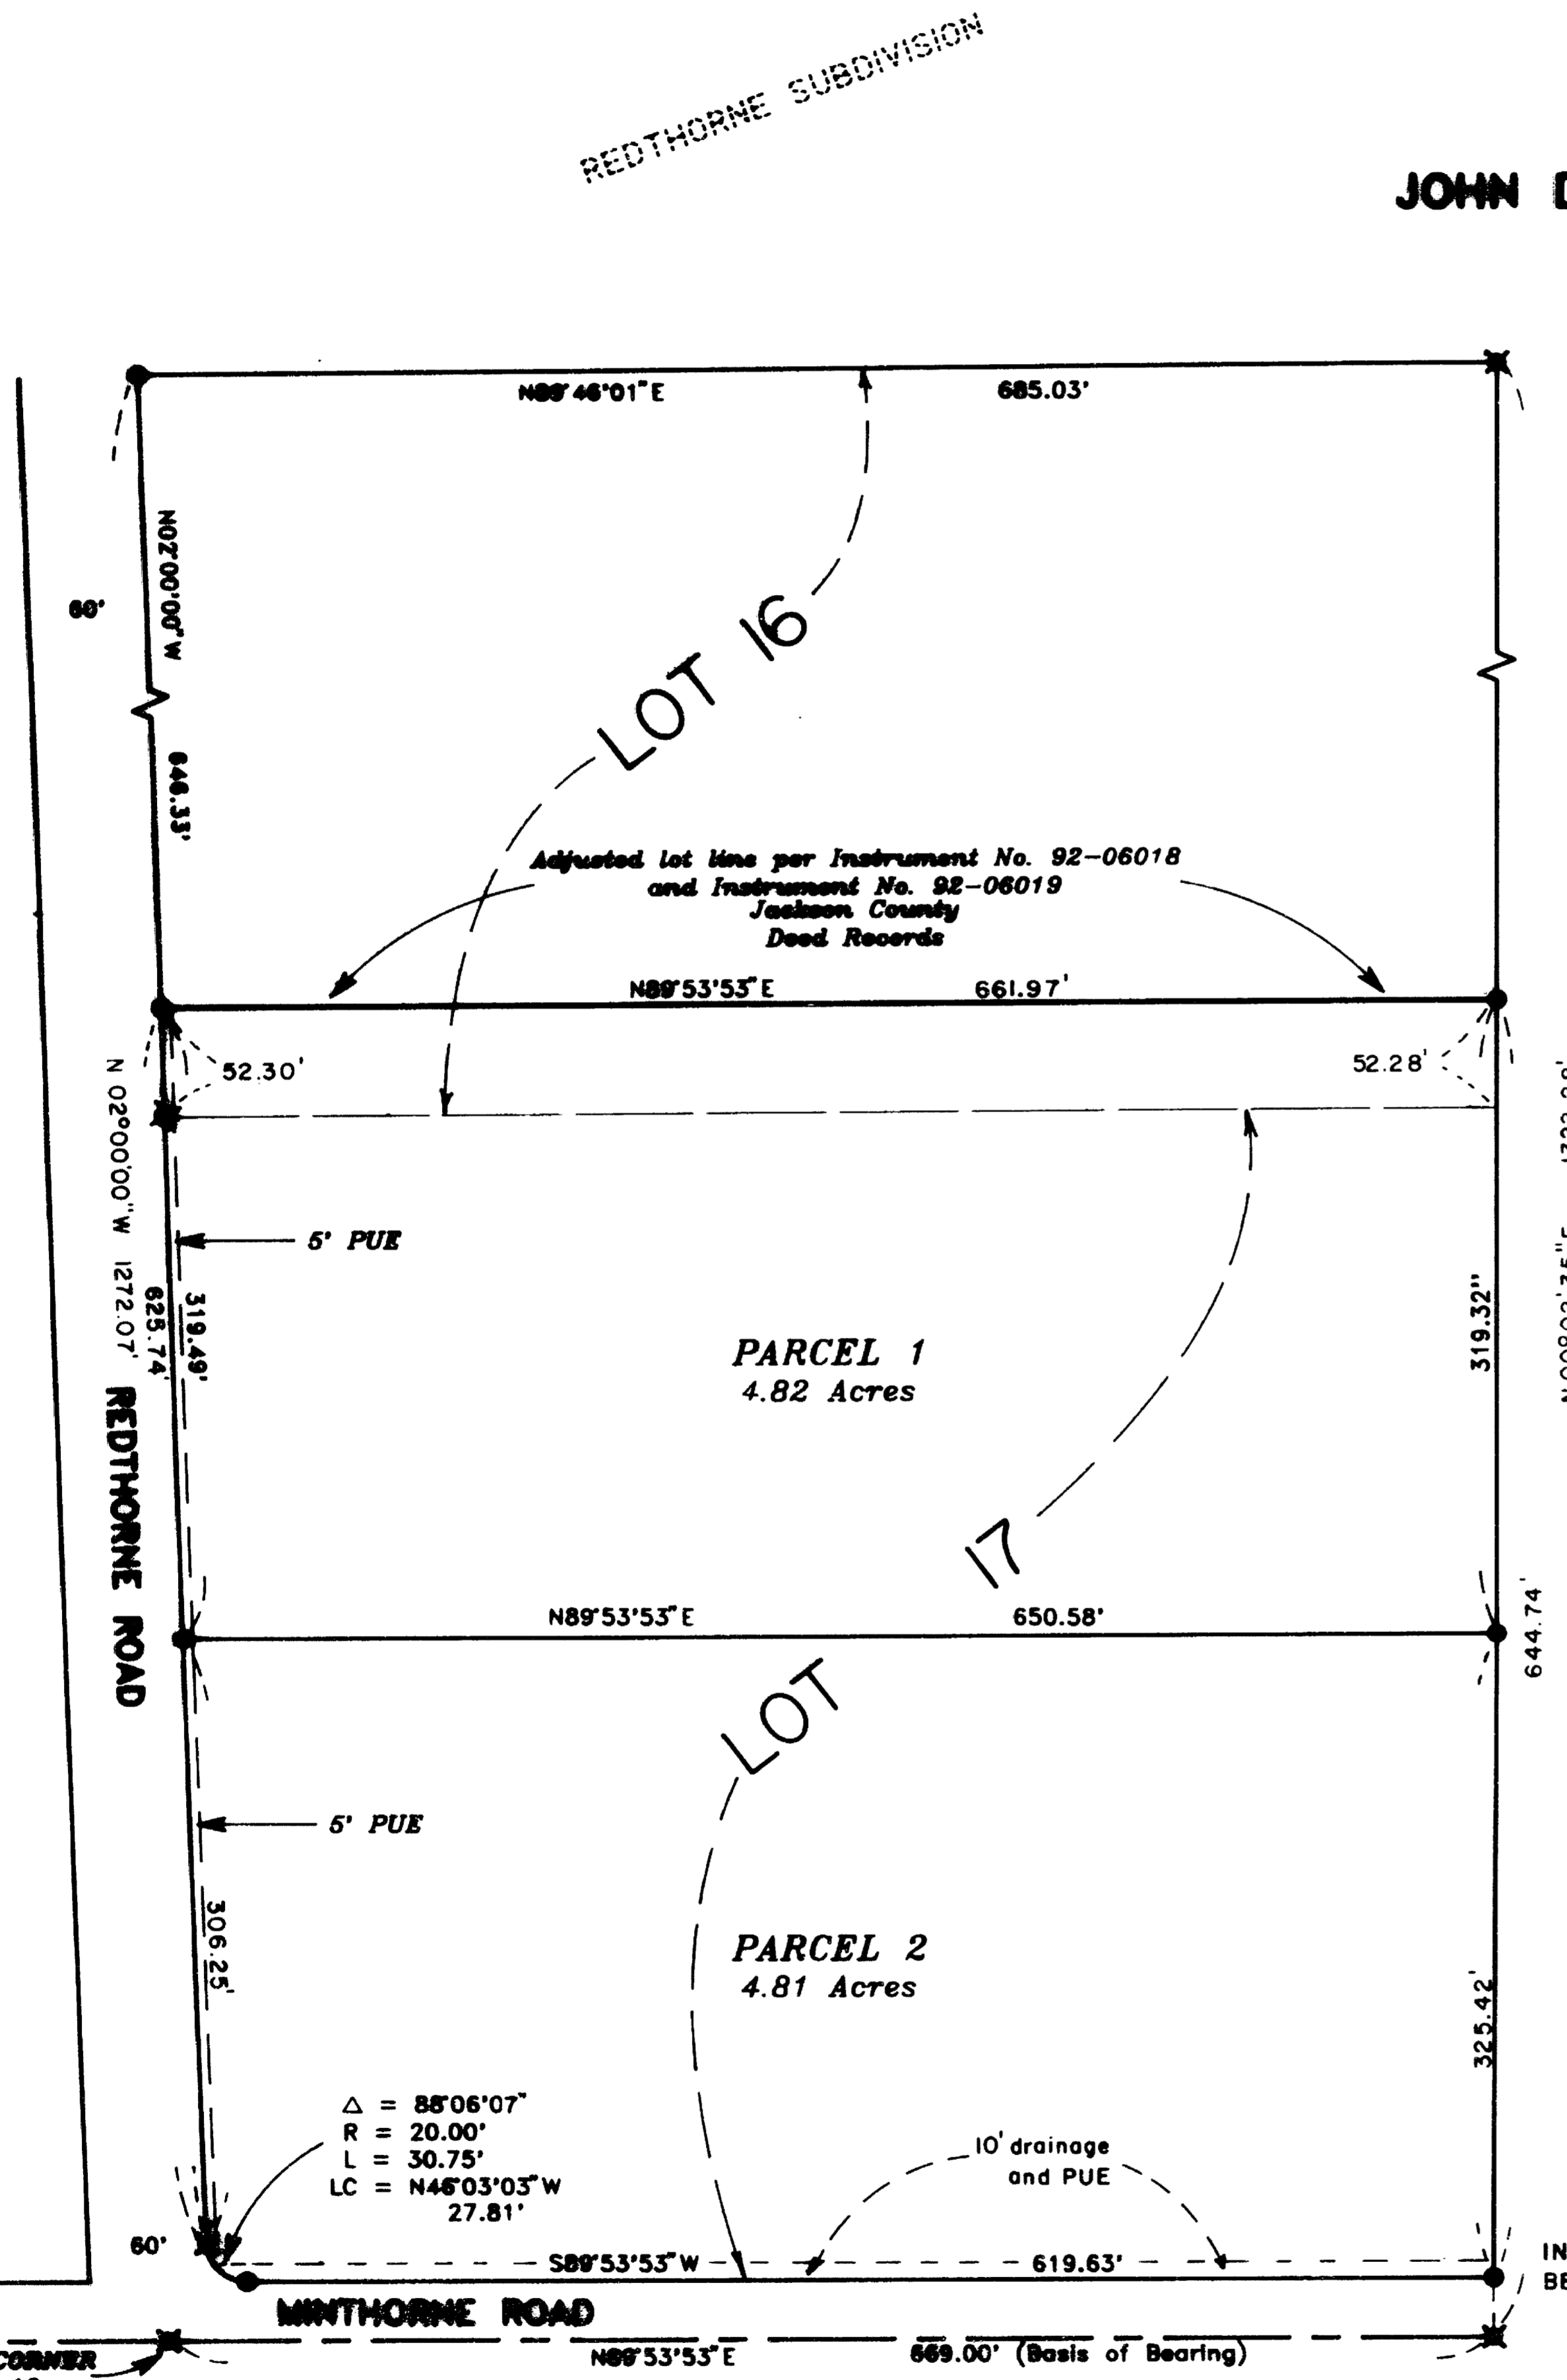 REDTHORNE SUBDIVISION
JOHN
N89°46'01"E 685.03'
N02°00'00"W
60'
646.33'
LOT 16
Adjusted lot line per Instrument No. 92-06018
and Instrument No. 92-06019
Jackson County
Deed Records
N89°53'53"E 661.97'
52.30'
52.28'
N 02°00'00"W 1272.07'
5' PUE
319.49'
625.74'
319.32"
PARCEL 1
4.82 Acres
REDTHORNE ROAD
17
N89°53'53"E 650.58'
644.74'
LOT
5' PUE
306.25'
PARCEL 2
4.81 Acres
325.42'
△ = 88°06'07"
R = 20.00'
L = 30.75'
LC = N46°03'03"W
27.81'
10' drainage
and PUE
60'
S89°53'53"W 619.63'
IN
MINTHORNE ROAD
CORNER
N89°53'53"E 669.00' (Basis of Bearing)